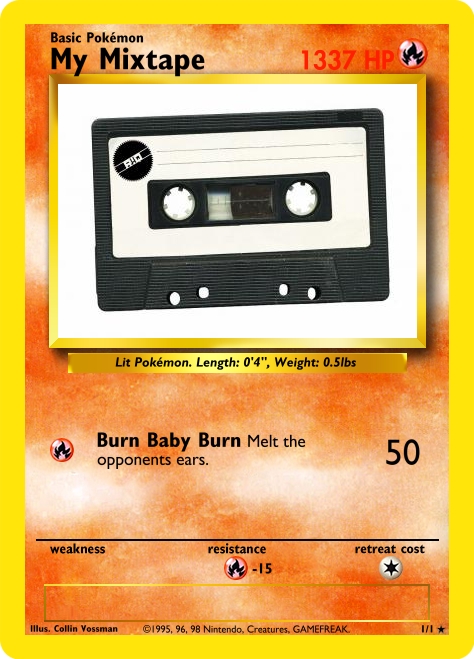 Basic Pokémon
My Mixtape 1337 HP
Lit Pokémon. Length: 0'4", Weight: 0.5lbs
Burn Baby Burn Melt the 50
opponents ears.
weakness resistance retreat cost
-15
Illus. Collin Vossman ©1995, 96, 98 Nintendo, Creatures, GAMEFREAK. 1/1